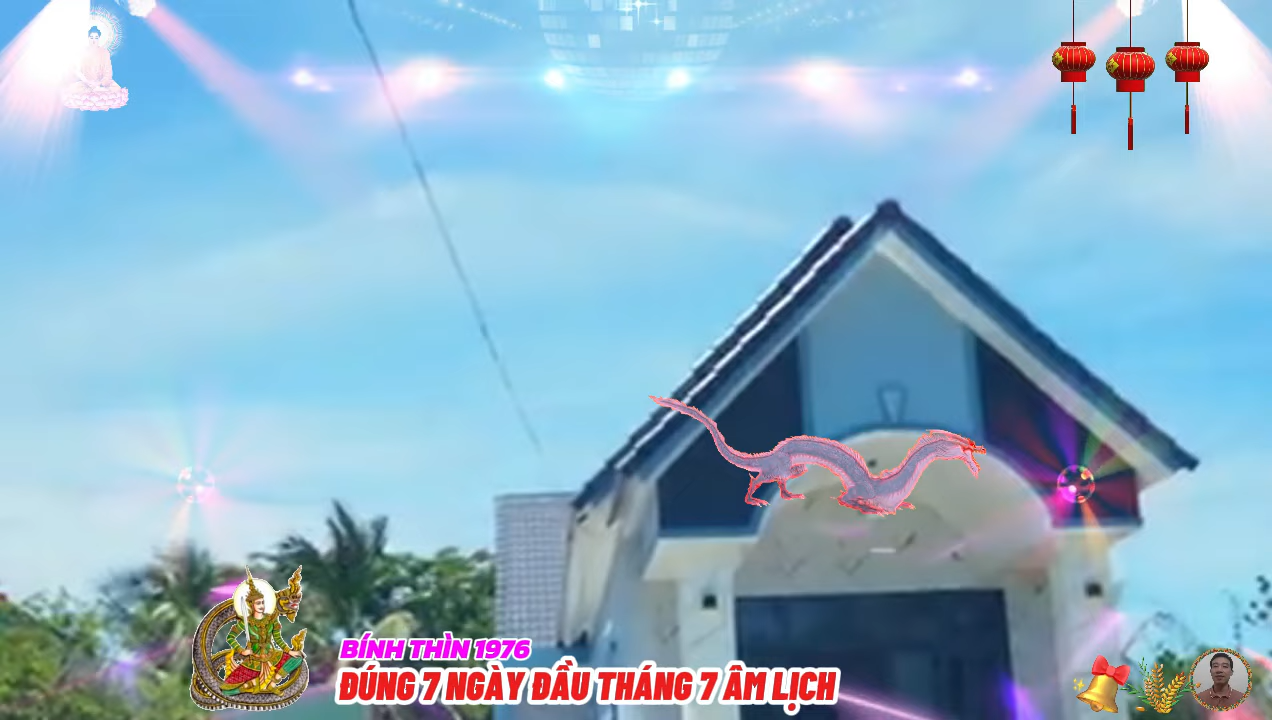 BÍNH THÌN 1976
ĐÚNG 7 NGÀY ĐẦU THÁNG 7 ÂM LỊCH